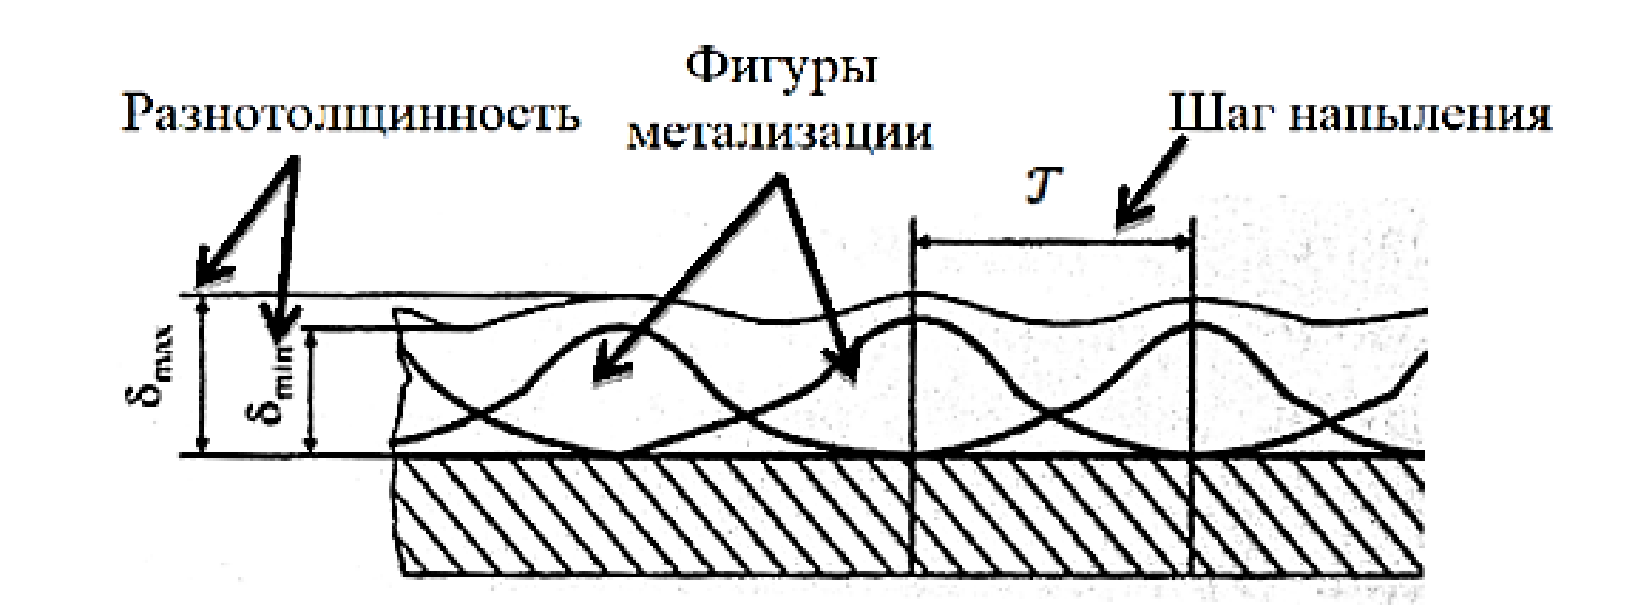 Фигуры
метализации
Разнотолщинность
Шаг напыления
T
δmax
δmin